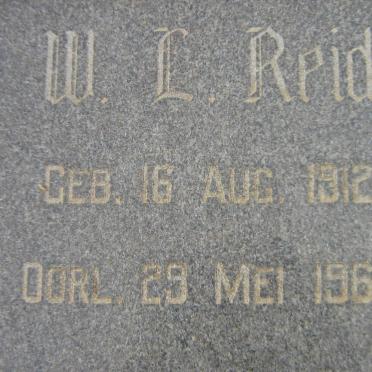 W. L. Reid
GEB. 16 AUG. 1912
OORL. 29 MEI 196